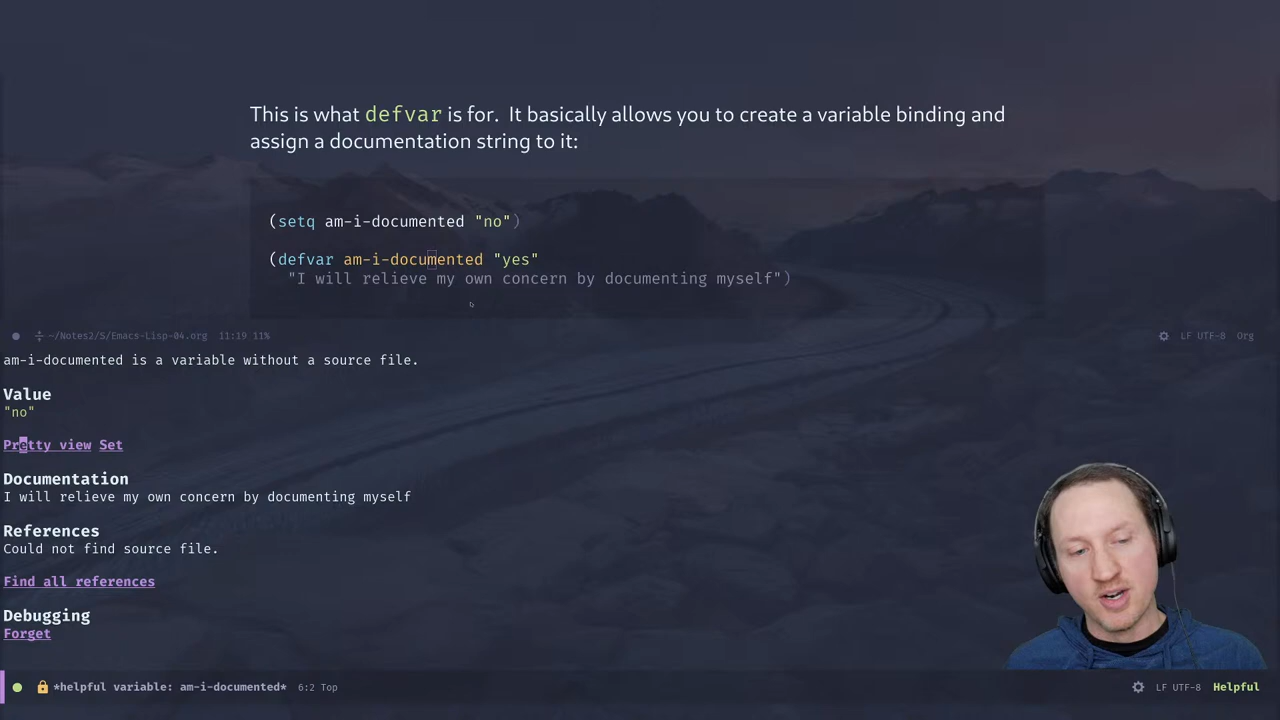 This is what defvar is for.  It basically allows you to create a variable binding and
assign a documentation string to it:
(setq am-i-documented "no")
(defvar am-i-documented "yes"
  "I will relieve my own concern by documenting myself")
~/Notes2/S/Emacs-Lisp-04.org  11:19 11%  LF UTF-8  Org
am-i-documented is a variable without a source file.
Value
"no"
Pretty view Set
Documentation
I will relieve my own concern by documenting myself
References
Could not find source file.
Find all references
Debugging
Forget
*helpful variable: am-i-documented*  6:2 Top  LF UTF-8  Helpful